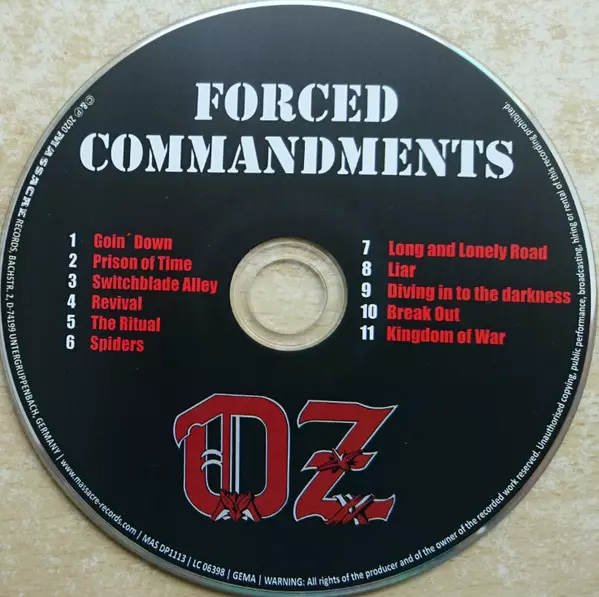 FORCED
COMMANDMENTS
1 Goin´ Down
2 Prison of Time
3 Switchblade Alley
4 Revival
5 The Ritual
6 Spiders
7 Long and Lonely Road
8 Liar
9 Diving in to the darkness
10 Break Out
11 Kingdom of War
OZ
© & ℗ 2020 MASSACRE RECORDS, BACHSTR. 2, D-74199 UNTERGRUPPENBACH, GERMANY | www.massacre-records.com | MAS DP1113 | LC 06398 | GEMA | WARNING: All rights of the producer and of the owner of the recorded work reserved. Unauthorised copying, public performance, broadcasting, hiring or rental of this recording prohibited.